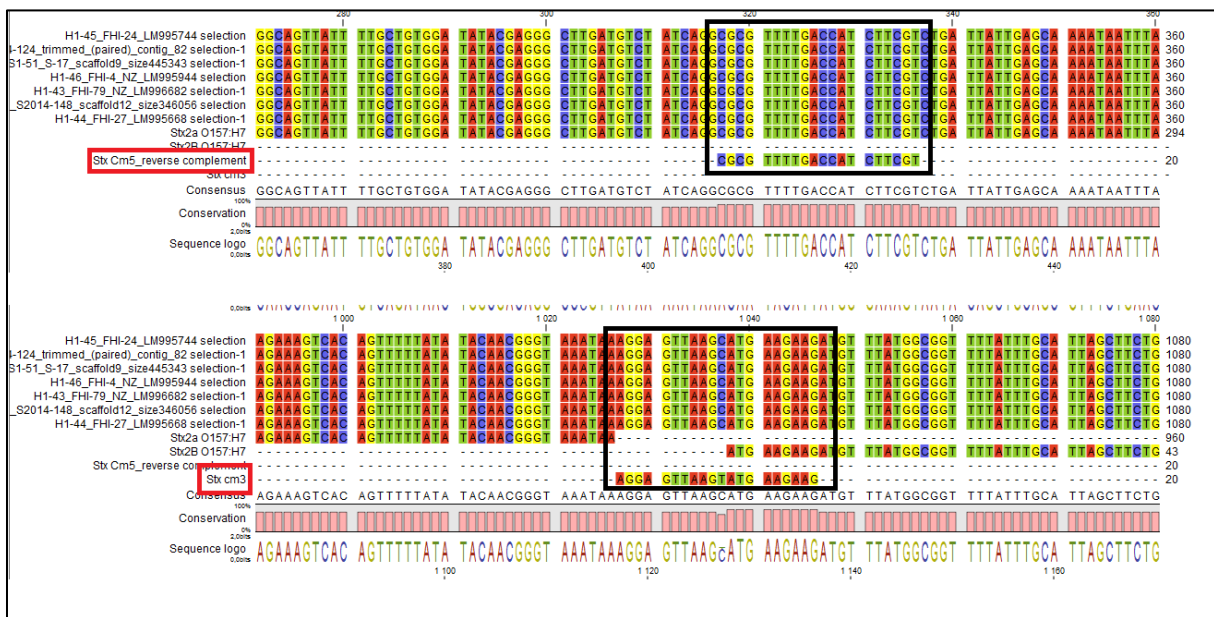 280 300 320 340 360
H1-45_FHI-24_LM995744 selection GGCAGTTATT TTGCTGTGGA TATACGAGGG CTTGATGTCT ATCAGGCGCG TTTTGACCAT CTTCGTCTGA TTATTGAGCA AAATAATTTA 360
I-124_trimmed_(paired)_contig_82 selection-1 GGCAGTTATT TTGCTGTGGA TATACGAGGG CTTGATGTCT ATCAGGCGCG TTTTGACCAT CTTCGTCTGA TTATTGAGCA AAATAATTTA 360
S1-51_S-17_scaffold9_size445343 selection GGCAGTTATT TTGCTGTGGA TATACGAGGG CTTGATGTCT ATCAGGCGCG TTTTGACCAT CTTCGTCTGA TTATTGAGCA AAATAATTTA 360
H1-46_FHI-4_NZ_LM995944 selection GGCAGTTATT TTGCTGTGGA TATACGAGGG CTTGATGTCT ATCAGGCGCG TTTTGACCAT CTTCGTCTGA TTATTGAGCA AAATAATTTA 360
H1-43_FHI-79_NZ_LM996682 selection GGCAGTTATT TTGCTGTGGA TATACGAGGG CTTGATGTCT ATCAGGCGCG TTTTGACCAT CTTCGTCTGA TTATTGAGCA AAATAATTTA 360
_S2014-148_scaffold12_size346056 selection GGCAGTTATT TTGCTGTGGA TATACGAGGG CTTGATGTCT ATCAGGCGCG TTTTGACCAT CTTCGTCTGA TTATTGAGCA AAATAATTTA 360
H1-44_FHI-27_LM995668 selection GGCAGTTATT TTGCTGTGGA TATACGAGGG CTTGATGTCT ATCAGGCGCG TTTTGACCAT CTTCGTCTGA TTATTGAGCA AAATAATTTA 360
Stx2a O157:H7 GGCAGTTATT TTGCTGTGGA TATACGAGGG CTTGATGTCT ATCAGGCGCG TTTTGACCAT CTTCGTCTGA TTATTGAGCA AAATAATTTA 294
Stx2B O157:H7
Stx Cm5_reverse complement CGCG TTTTGACCAT CTTCGT 20
Stx cm3
Consensus GGCAGTTATT TTGCTGTGGA TATACGAGGG CTTGATGTCT ATCAGGCGCG TTTTGACCAT CTTCGTCTGA TTATTGAGCA AAATAATTTA
100%
Conservation
0%
2,0bits
Sequence logo GGCAGTTATT TTGCTGTGGA TATACGAGGG CTTGATGTCT ATCAGGCGCG TTTTGACCAT CTTCGTCTGA TTATTGAGCA AAATAATTTA
0,0bits
380 400 420 440
0,0bits
1 000 1 020 1 040 1 060 1 080
H1-45_FHI-24_LM995744 selection AGAAAGTCAC AGTTTTTATA TACAACGGGT AAATAAAGGA GTTAAGCATG AAGAAGATGT TTATGGCGGT TTTATTTGCA TTAGCTTCTG 1080
I-124_trimmed_(paired)_contig_82 selection-1 AGAAAGTCAC AGTTTTTATA TACAACGGGT AAATAAAGGA GTTAAGCATG AAGAAGATGT TTATGGCGGT TTTATTTGCA TTAGCTTCTG 1080
S1-51_S-17_scaffold9_size445343 selection AGAAAGTCAC AGTTTTTATA TACAACGGGT AAATAAAGGA GTTAAGCATG AAGAAGATGT TTATGGCGGT TTTATTTGCA TTAGCTTCTG 1080
H1-46_FHI-4_NZ_LM995944 selection AGAAAGTCAC AGTTTTTATA TACAACGGGT AAATAAAGGA GTTAAGCATG AAGAAGATGT TTATGGCGGT TTTATTTGCA TTAGCTTCTG 1080
H1-43_FHI-79_NZ_LM996682 selection AGAAAGTCAC AGTTTTTATA TACAACGGGT AAATAAAGGA GTTAAGCATG AAGAAGATGT TTATGGCGGT TTTATTTGCA TTAGCTTCTG 1080
_S2014-148_scaffold12_size346056 selection AGAAAGTCAC AGTTTTTATA TACAACGGGT AAATAAAGGA GTTAAGCATG AAGAAGATGT TTATGGCGGT TTTATTTGCA TTAGCTTCTG 1080
H1-44_FHI-27_LM995668 selection AGAAAGTCAC AGTTTTTATA TACAACGGGT AAATAAAGGA GTTAAGCATG AAGAAGATGT TTATGGCGGT TTTATTTGCA TTAGCTTCTG 1080
Stx2a O157:H7 AGAAAGTCAC AGTTTTTATA TACAACGGGT AAATAA 960
Stx2B O157:H7 ATG AAGAAGATGT TTATGGCGGT TTTATTTGCA TTAGCTTCTG 43
Stx Cm5_reverse complement 20
Stx cm3 AGGA GTTAAGTATG AAGAAG 20
Consensus AGAAAGTCAC AGTTTTTATA TACAACGGGT AAATAAAGGA GTTAAGCATG AAGAAGATGT TTATGGCGGT TTTATTTGCA TTAGCTTCTG
100%
Conservation
0%
2,0bits
Sequence logo AGAAAGTCAC AGTTTTTATA TACAACGGGT AAATAAAGGA GTTAAGCATG AAGAAGATGT TTATGGCGGT TTTATTTGCA TTAGCTTCTG
0,0bits
1 100 1 120 1 140 1 160